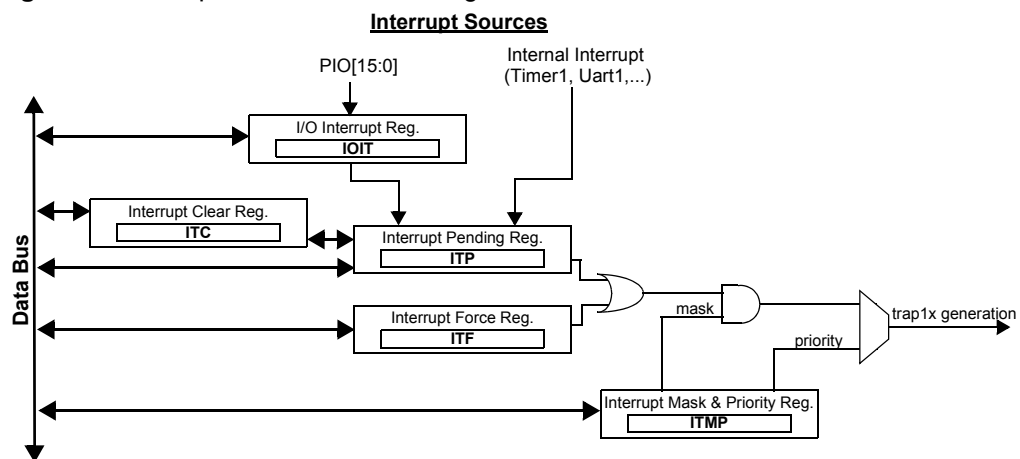 Interrupt Sources
PIO[15:0]
Internal Interrupt
(Timer1, Uart1,...)
I/O Interrupt Reg.
IOIT
Interrupt Clear Reg.
ITC
Interrupt Pending Reg.
ITP
Data Bus
mask
trap1x generation
Interrupt Force Reg.
ITF
priority
Interrupt Mask & Priority Reg.
ITMP